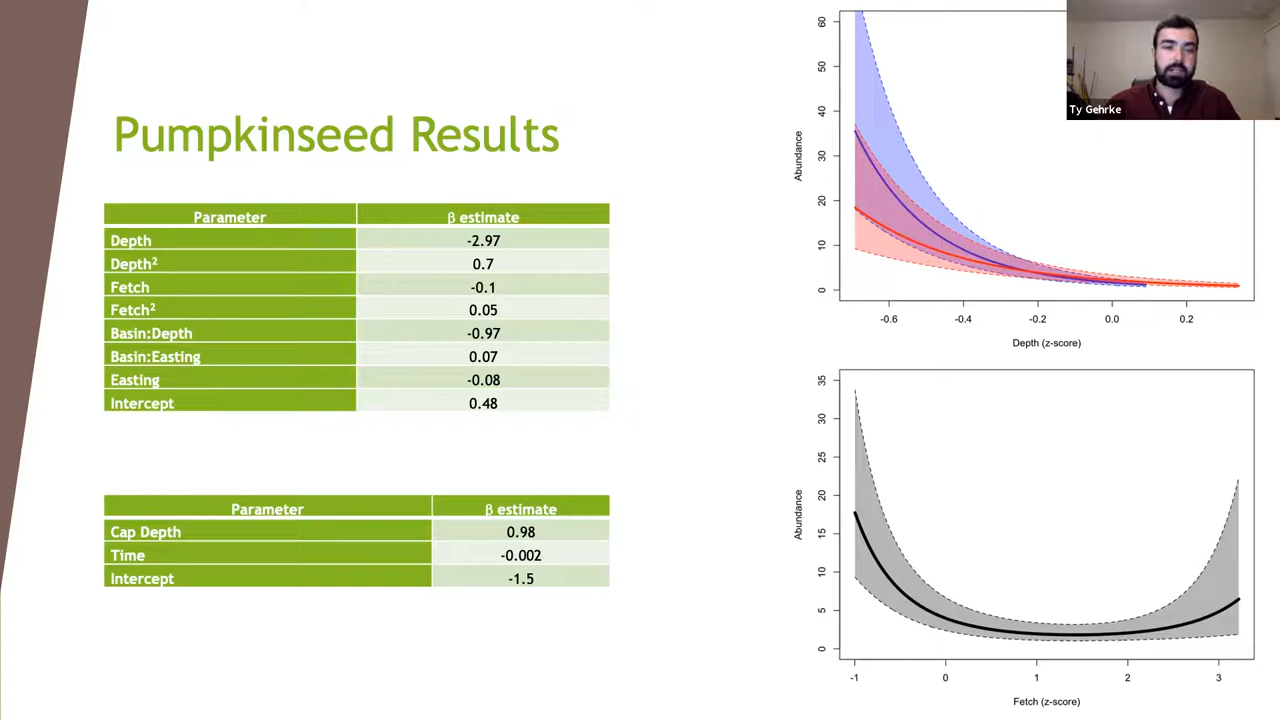 Pumpkinseed Results
Parameter β estimate
Depth -2.97
Depth² 0.7
Fetch -0.1
Fetch² 0.05
Basin:Depth -0.97
Basin:Easting 0.07
Easting -0.08
Intercept 0.48
Parameter β estimate
Cap Depth 0.98
Time -0.002
Intercept -1.5
60
50
40
30
20
10
0
Abundance
-0.6 -0.4 -0.2 0.0 0.2
Depth (z-score)
35
30
25
20
15
10
5
0
Abundance
-1 0 1 2 3
Fetch (z-score)
Ty Gehrke